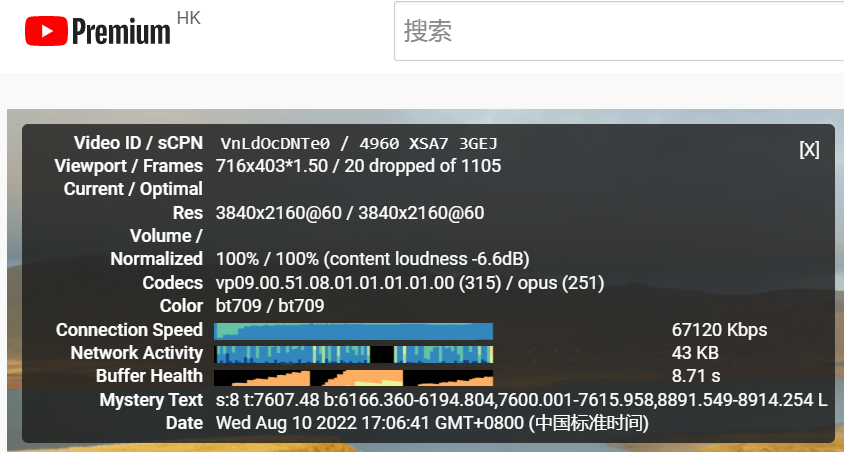 Premium HK
搜索
Video ID / sCPN VnLdOcDNTe0 / 4960 XSA7 3GEJ [X]
Viewport / Frames 716x403*1.50 / 20 dropped of 1105
Current / Optimal
Res 3840x2160@60 / 3840x2160@60
Volume /
Normalized 100% / 100% (content loudness -6.6dB)
Codecs vp09.00.51.08.01.01.01.01.00 (315) / opus (251)
Color bt709 / bt709
Connection Speed 67120 Kbps
Network Activity 43 KB
Buffer Health 8.71 s
Mystery Text s:8 t:7607.48 b:6166.360-6194.804,7600.001-7615.958,8891.549-8914.254 L
Date Wed Aug 10 2022 17:06:41 GMT+0800 (中国标准时间)